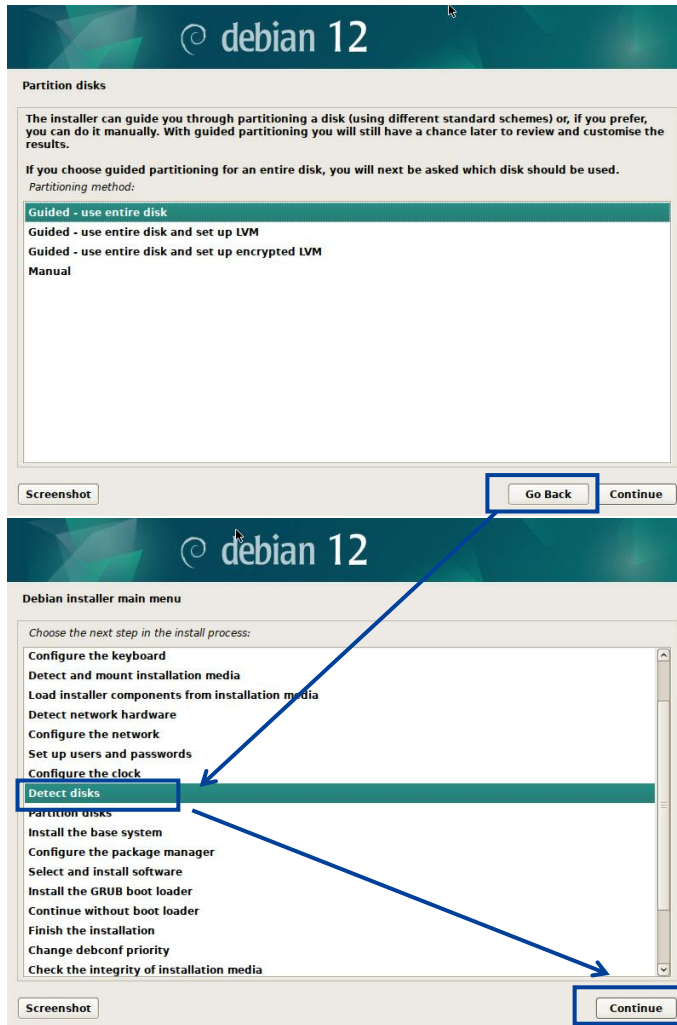 debian 12
Partition disks
The installer can guide you through partitioning a disk (using different standard schemes) or, if you prefer,
you can do it manually. With guided partitioning you will still have a chance later to review and customise the
results.
If you choose guided partitioning for an entire disk, you will next be asked which disk should be used.
Partitioning method:
Guided - use entire disk
Guided - use entire disk and set up LVM
Guided - use entire disk and set up encrypted LVM
Manual
Screenshot
Go Back
Continue
debian 12
Debian installer main menu
Choose the next step in the install process:
Configure the keyboard
Detect and mount installation media
Load installer components from installation media
Detect network hardware
Configure the network
Set up users and passwords
Configure the clock
Detect disks
Partition disks
Install the base system
Configure the package manager
Select and install software
Install the GRUB boot loader
Continue without boot loader
Finish the installation
Change debconf priority
Check the integrity of installation media
Screenshot
Continue